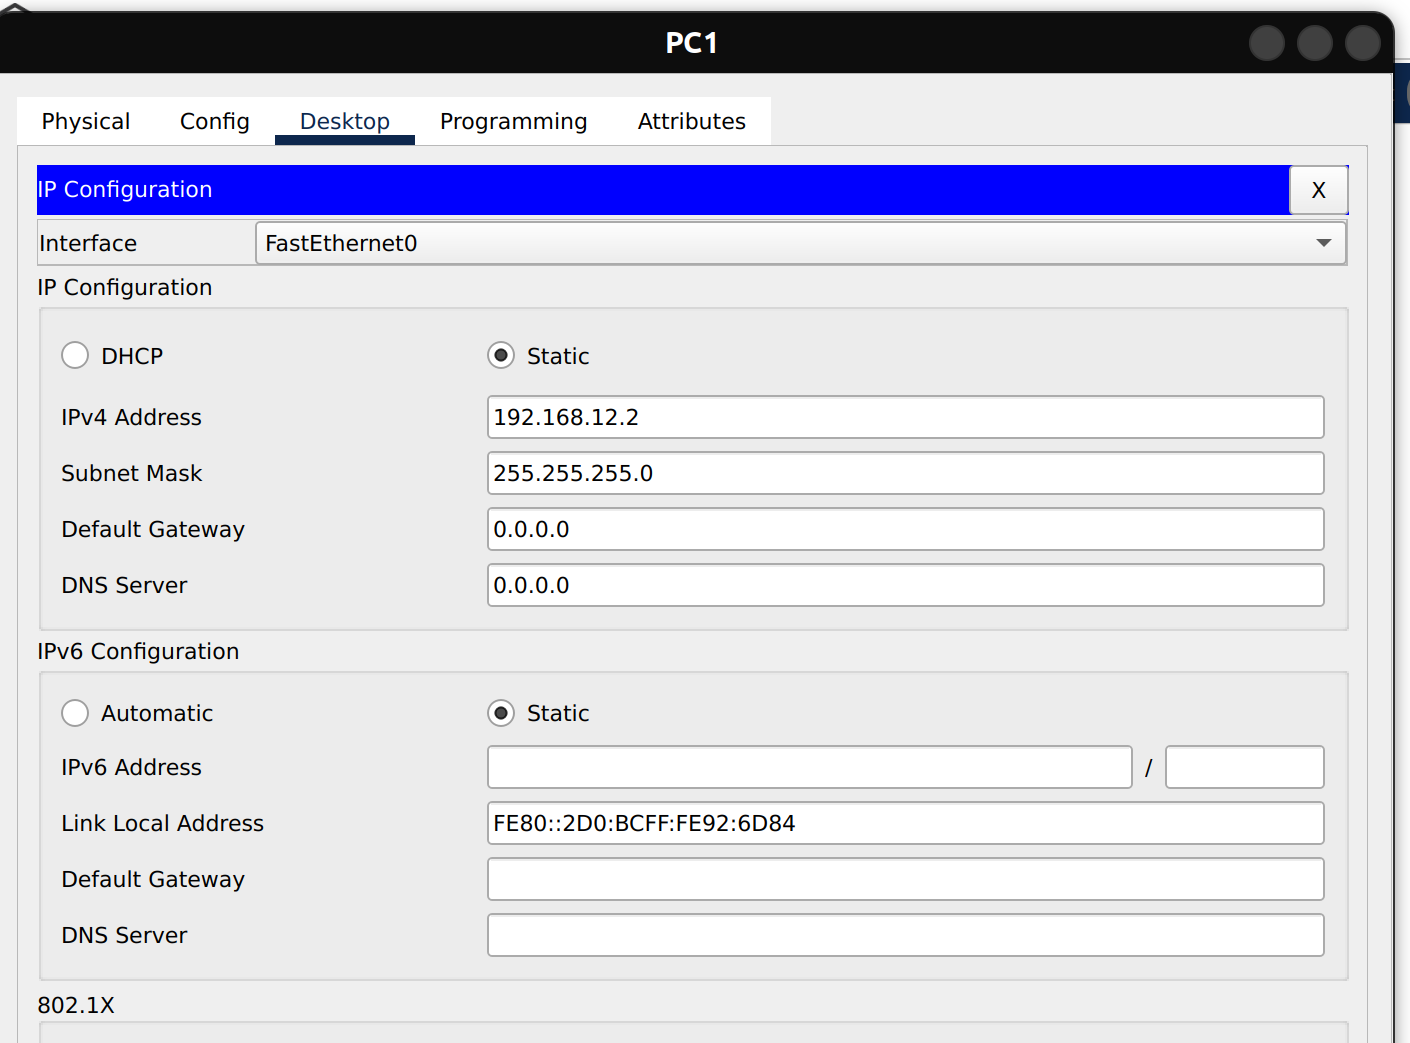 PC1
Physical Config Desktop Programming Attributes
IP Configuration X
Interface FastEthernet0
IP Configuration
DHCP Static
IPv4 Address 192.168.12.2
Subnet Mask 255.255.255.0
Default Gateway 0.0.0.0
DNS Server 0.0.0.0
IPv6 Configuration
Automatic Static
IPv6 Address /
Link Local Address FE80::2D0:BCFF:FE92:6D84
Default Gateway
DNS Server
802.1X